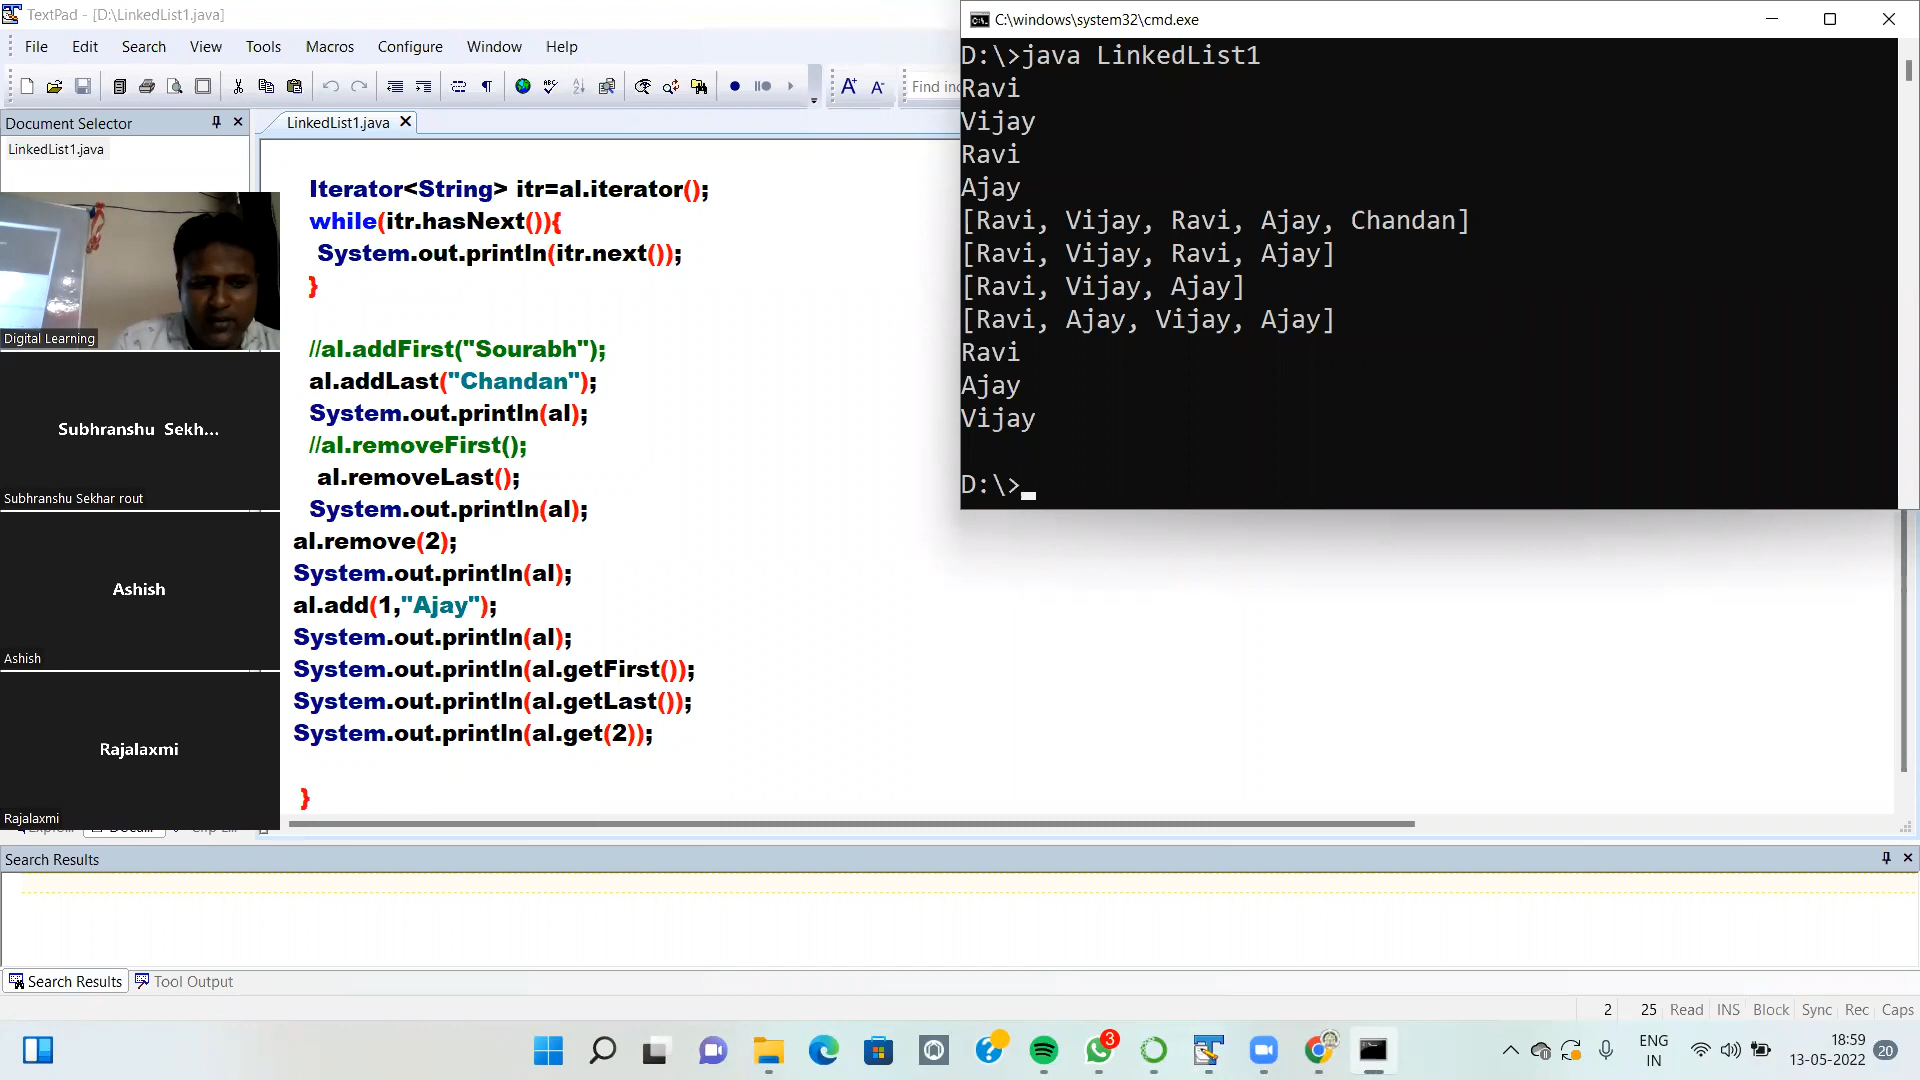 TextPad - [D:\LinkedList1.java]
File Edit Search View Tools Macros Configure Window Help
Document Selector
LinkedList1.java
LinkedList1.java
Iterator<String> itr=al.iterator();
while(itr.hasNext()){
System.out.println(itr.next());
}
//al.addFirst("Sourabh");
al.addLast("Chandan");
System.out.println(al);
//al.removeFirst();
al.removeLast();
System.out.println(al);
al.remove(2);
System.out.println(al);
al.add(1,"Ajay");
System.out.println(al);
System.out.println(al.getFirst());
System.out.println(al.getLast());
System.out.println(al.get(2));
}
Digital Learning
Subhranshu Sekh...
Subhranshu Sekhar rout
Ashish
Ashish
Rajalaxmi
Rajalaxmi
C:\windows\system32\cmd.exe
D:\>java LinkedList1
Ravi
Vijay
Ravi
Ajay
[Ravi, Vijay, Ravi, Ajay, Chandan]
[Ravi, Vijay, Ravi, Ajay]
[Ravi, Vijay, Ajay]
[Ravi, Ajay, Vijay, Ajay]
Ravi
Ajay
Vijay
D:\>
Search Results
Search Results Tool Output
2 25 Read INS Block Sync Rec Caps
3
ENG
IN
18:59
13-05-2022
20